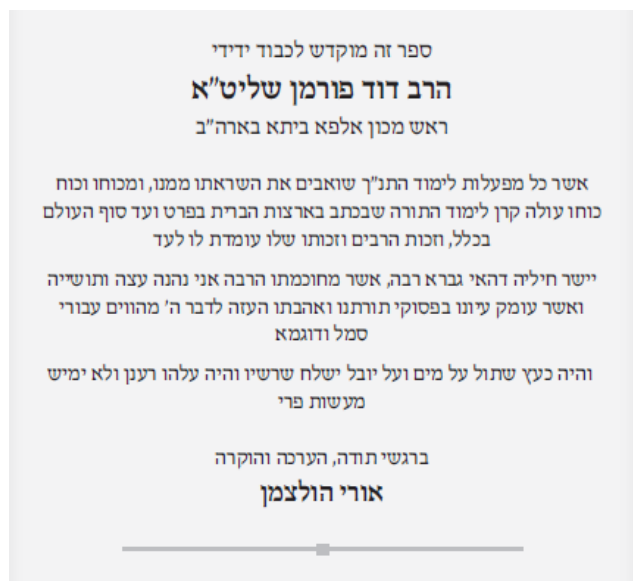 ספר זה מוקדש לכבוד ידידי
הרב דוד פורמן שליט"א
ראש מכון אלפא ביתא בארה"ב
אשר כל מפעלות לימוד התנ"ך שואבים את השראתו ממנו, ומכוחו וכוח
כוחו עולה קרן לימוד התורה שבכתב בארצות הברית בפרט ועד סוף העולם
בכלל, וזכות הרבים וזכותו שלו עומדת לו לעד
יישר חיליה דהאי גברא רבה, אשר מחוכמתו הרבה אני נהנה עצה ותושייה
ואשר עומק עיונו בפסוקי תורתנו ואהבתו העזה לדבר ה' מהווים עבורי
סמל ודוגמא
והיה כעץ שתול על מים ועל יובל ישלח שרשיו והיה עלהו רענן ולא ימיש
מעשות פרי
ברגשי תודה, הערכה והוקרה
אורי הולצמן